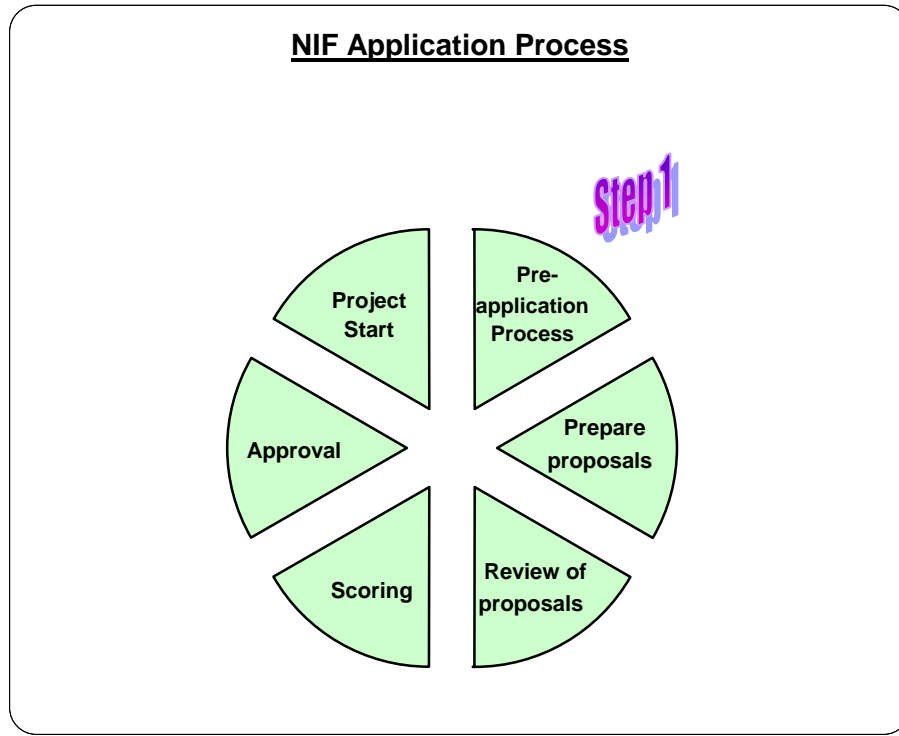 NIF Application Process
Step 1
Pre-
application
Process
Prepare
proposals
Review of
proposals
Scoring
Approval
Project
Start